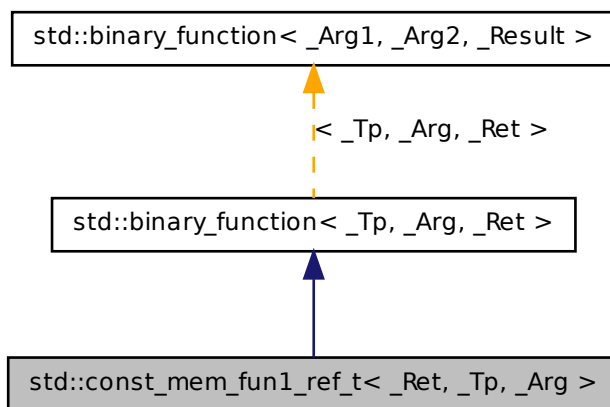 std::binary_function< _Arg1, _Arg2, _Result >
< _Tp, _Arg, _Ret >
std::binary_function< _Tp, _Arg, _Ret >
std::const_mem_fun1_ref_t< _Ret, _Tp, _Arg >